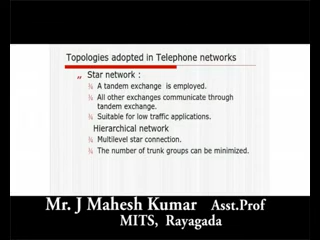 Topologies adopted in Telephone networks
Star network :
A tandem exchange is employed.
All other exchanges communicate through
tandem exchange.
Suitable for low traffic applications.
Hierarchical network
Multilevel star connection.
The number of trunk groups can be minimized.
Mr. J Mahesh Kumar Asst.Prof
MITS, Rayagada